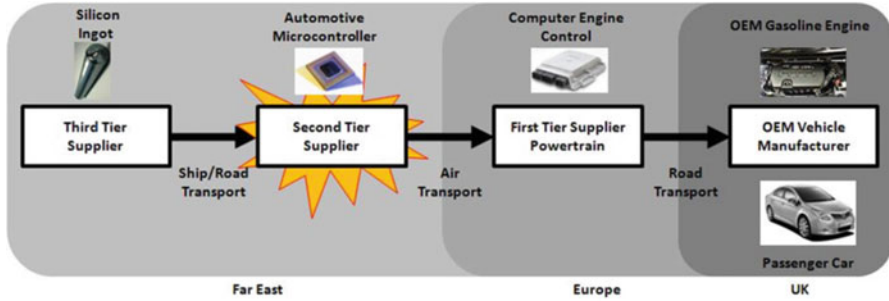 Silicon
Ingot
Automotive
Microcontroller
Computer Engine
Control
OEM Gasoline Engine
Third Tier
Supplier
Second Tier
Supplier
First Tier Supplier
Powertrain
OEM Vehicle
Manufacturer
Ship/Road
Transport
Air
Transport
Road
Transport
Passenger Car
Far East
Europe
UK